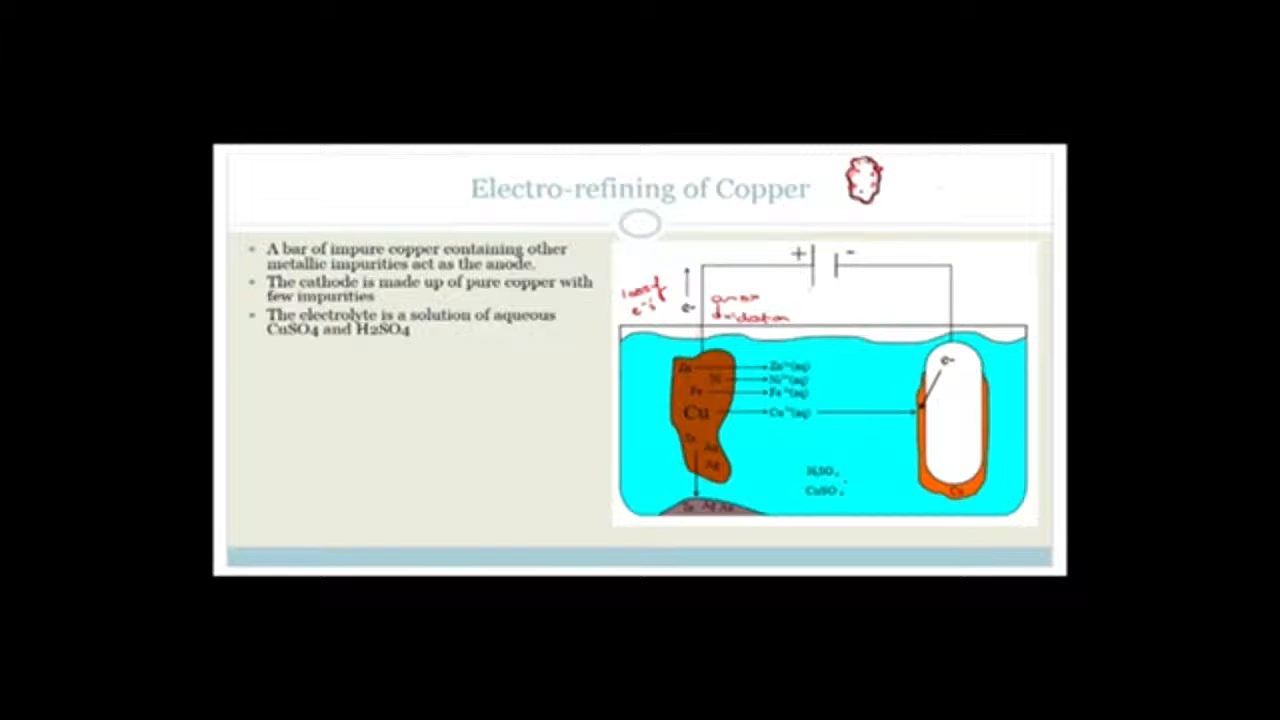 Electro-refining of Copper
• A bar of impure copper containing other
metallic impurities act as the anode.
• The cathode is made up of pure copper with
few impurities
• The electrolyte is a solution of aqueous
CuSO4 and H2SO4
+ -
e-
e-
Zn Zn²⁺(aq)
Ni Ni²⁺(aq)
Fe Fe²⁺(aq)
Cu Cu²⁺(aq)
Au
Ag
H₂SO₄
CuSO₄
Cu
Ag Au